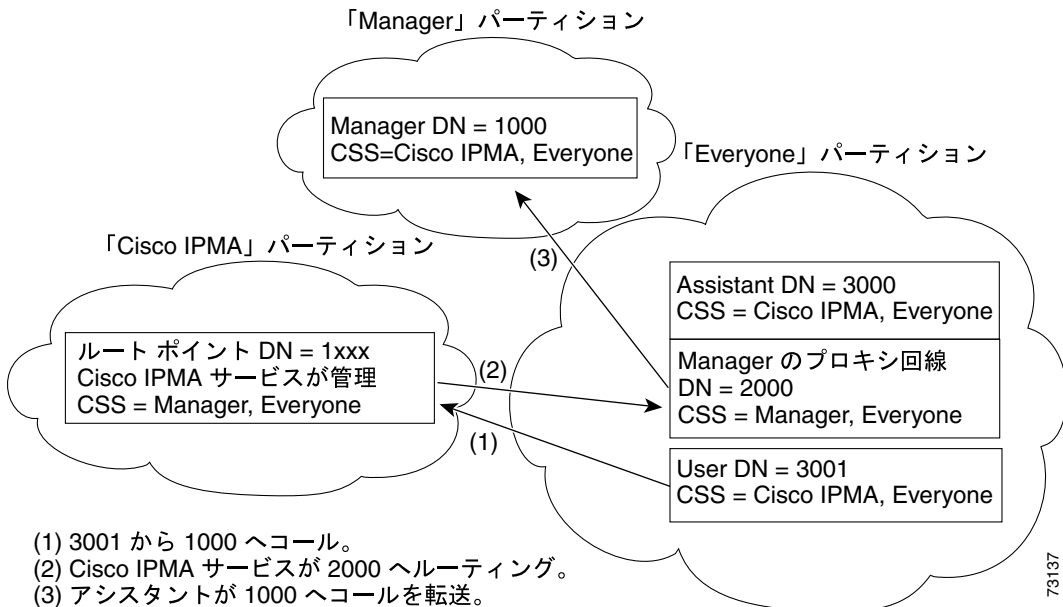 「Manager」パーティション
Manager DN = 1000
CSS=Cisco IPMA, Everyone
「Everyone」パーティション
「Cisco IPMA」パーティション
(3)
Assistant DN = 3000
CSS = Cisco IPMA, Everyone
ルート ポイント DN = 1xxx
Cisco IPMA サービスが管理
CSS = Manager, Everyone
(2)
Manager のプロキシ回線
DN = 2000
CSS = Manager, Everyone
(1)
User DN = 3001
CSS = Cisco IPMA, Everyone
(1) 3001 から 1000 へコール。
(2) Cisco IPMA サービスが 2000 へルーティング。
(3) アシスタントが 1000 へコールを転送。
73137